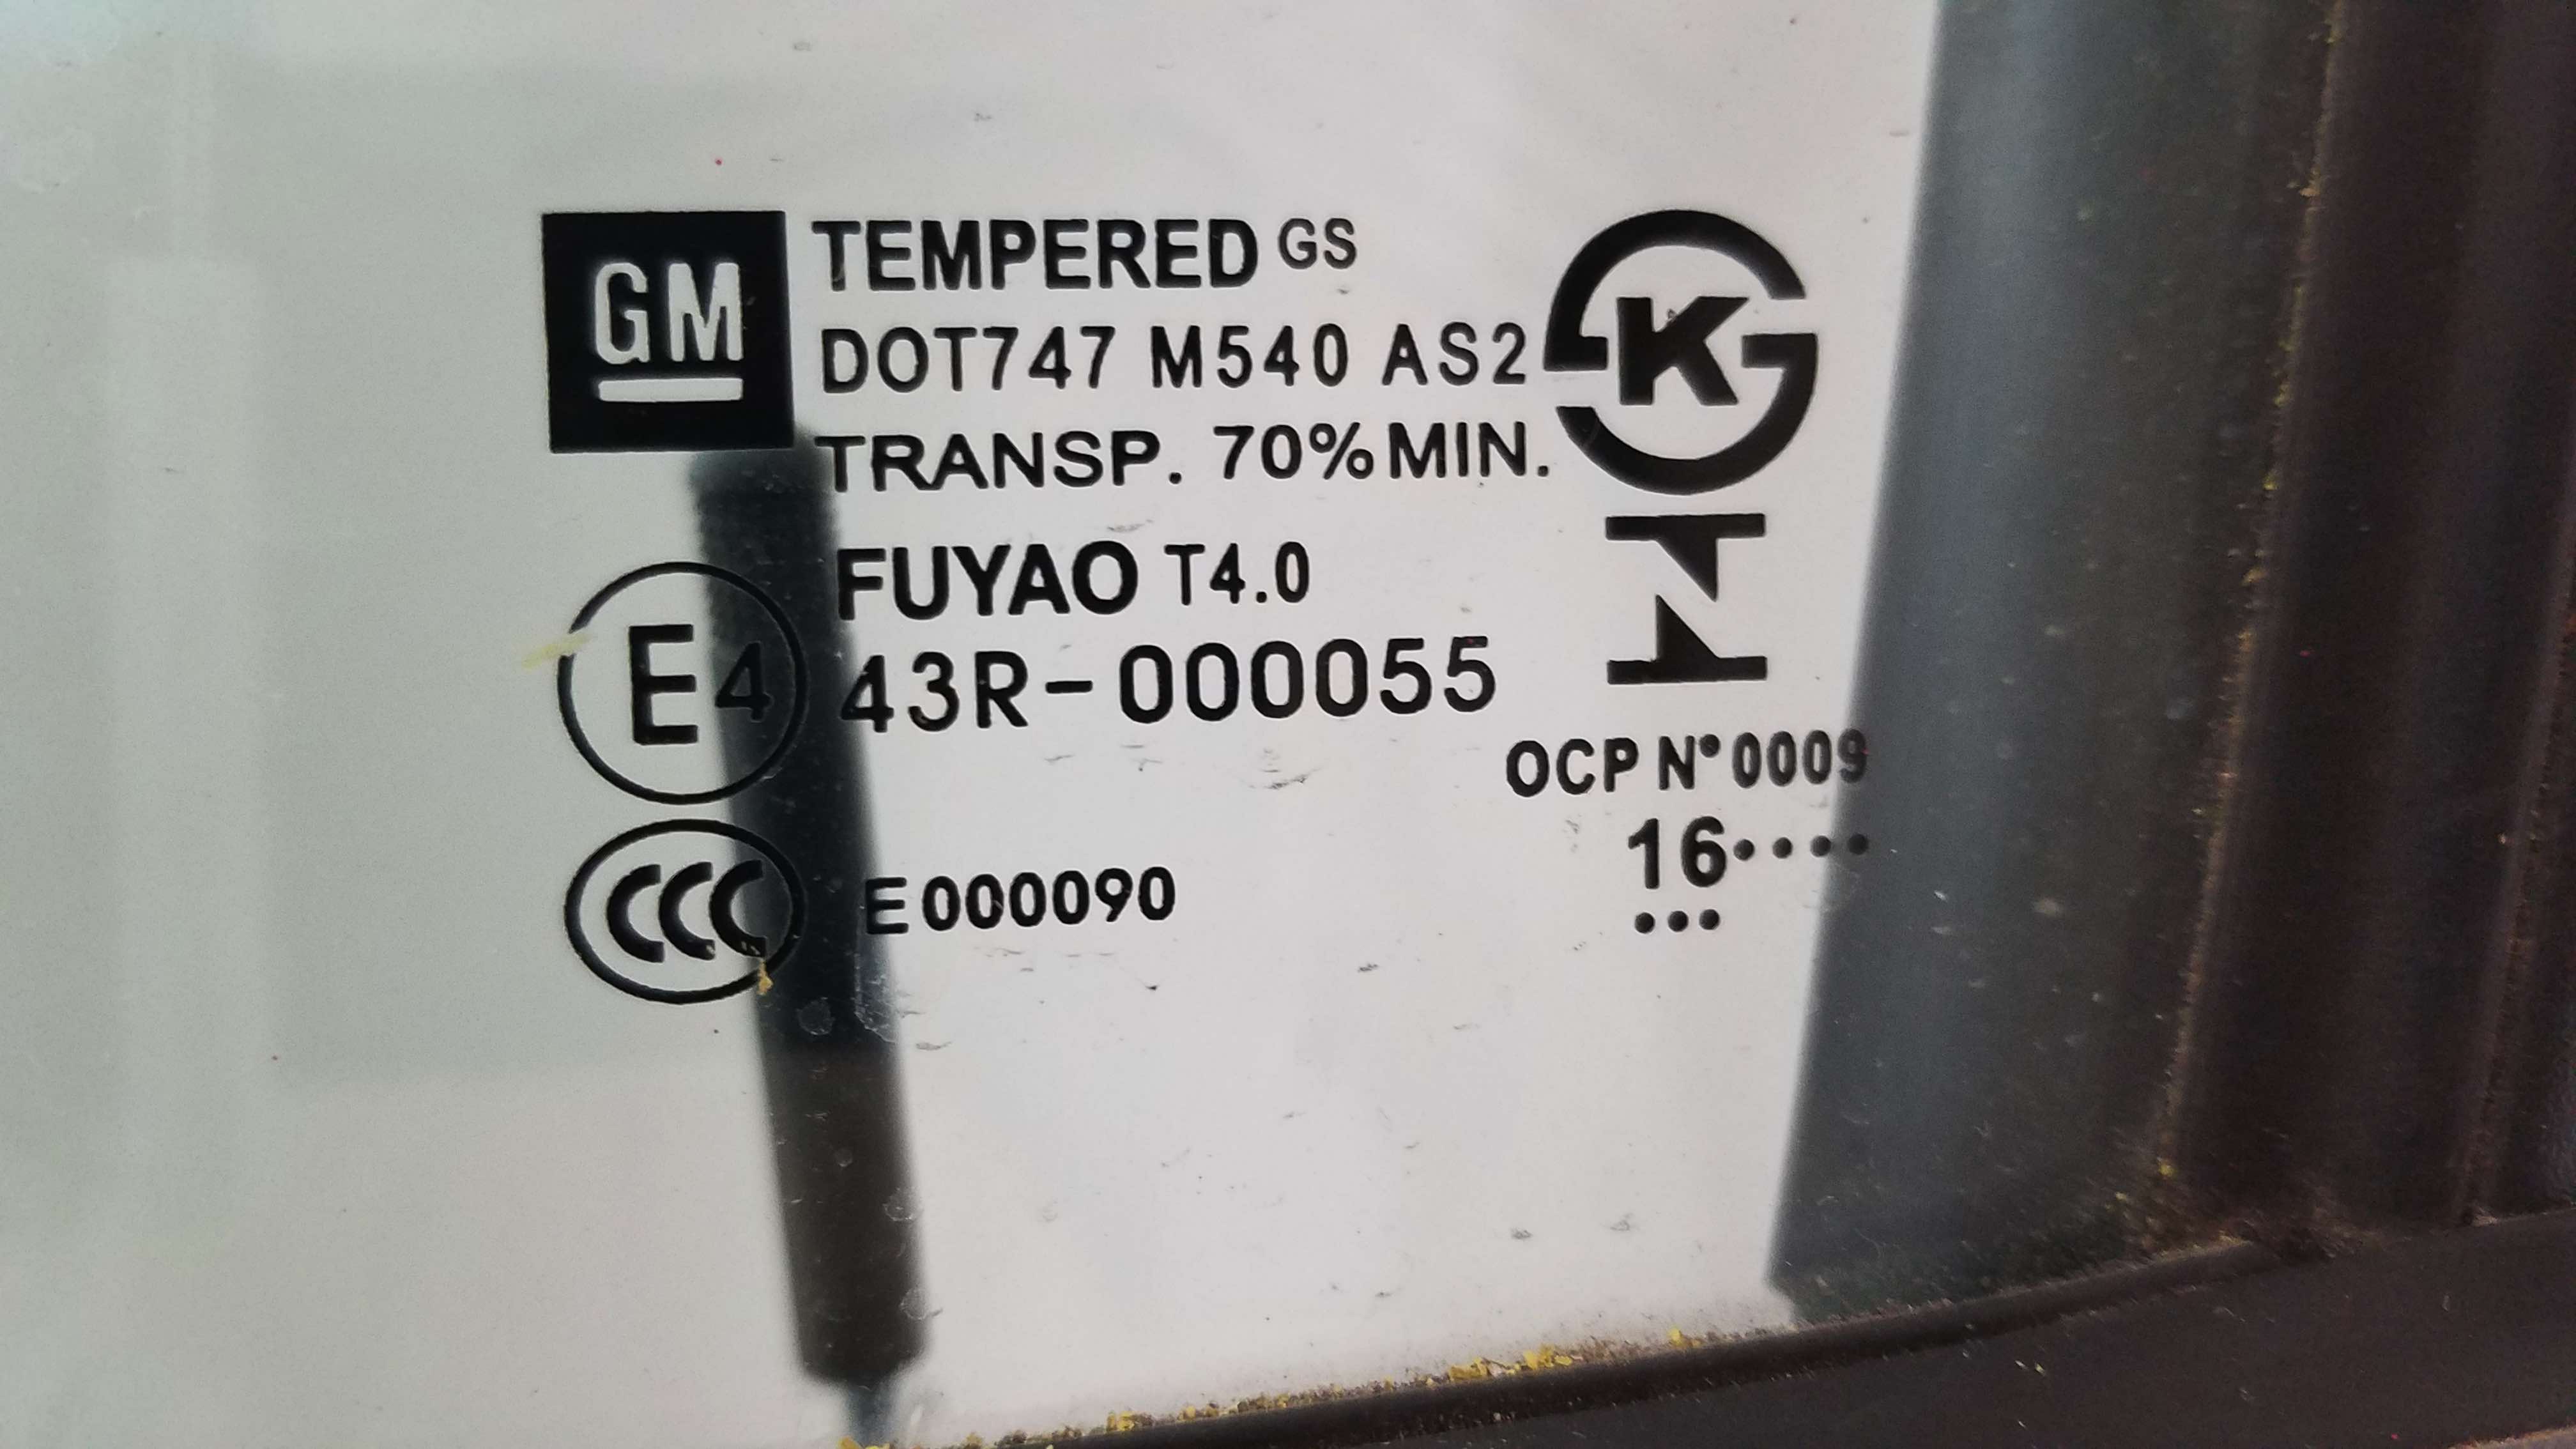 GM
TEMPERED GS
DOT747 M540 AS2
TRANSP. 70% MIN.
K
FUYAO T4.0
E4
43R-000055
OCP N°0009
CCC
E000090
16••••
•••